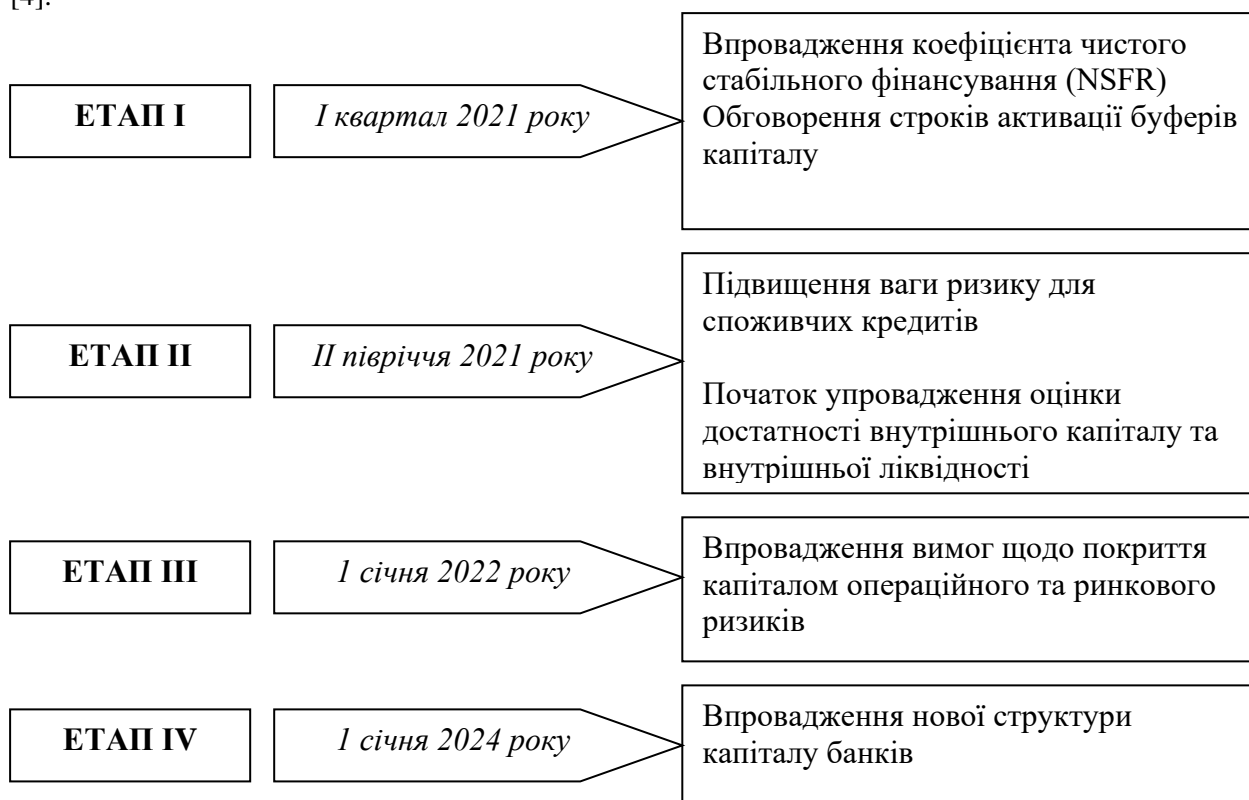 [4].
ЕТАП І
І квартал 2021 року
Впровадження коефіцієнта чистого
стабільного фінансування (NSFR)
Обговорення строків активації буферів
капіталу
ЕТАП ІІ
ІІ півріччя 2021 року
Підвищення ваги ризику для
споживчих кредитів
Початок упровадження оцінки
достатності внутрішнього капіталу та
внутрішньої ліквідності
ЕТАП ІІІ
1 січня 2022 року
Впровадження вимог щодо покриття
капіталом операційного та ринкового
ризиків
ЕТАП IV
1 січня 2024 року
Впровадження нової структури
капіталу банків